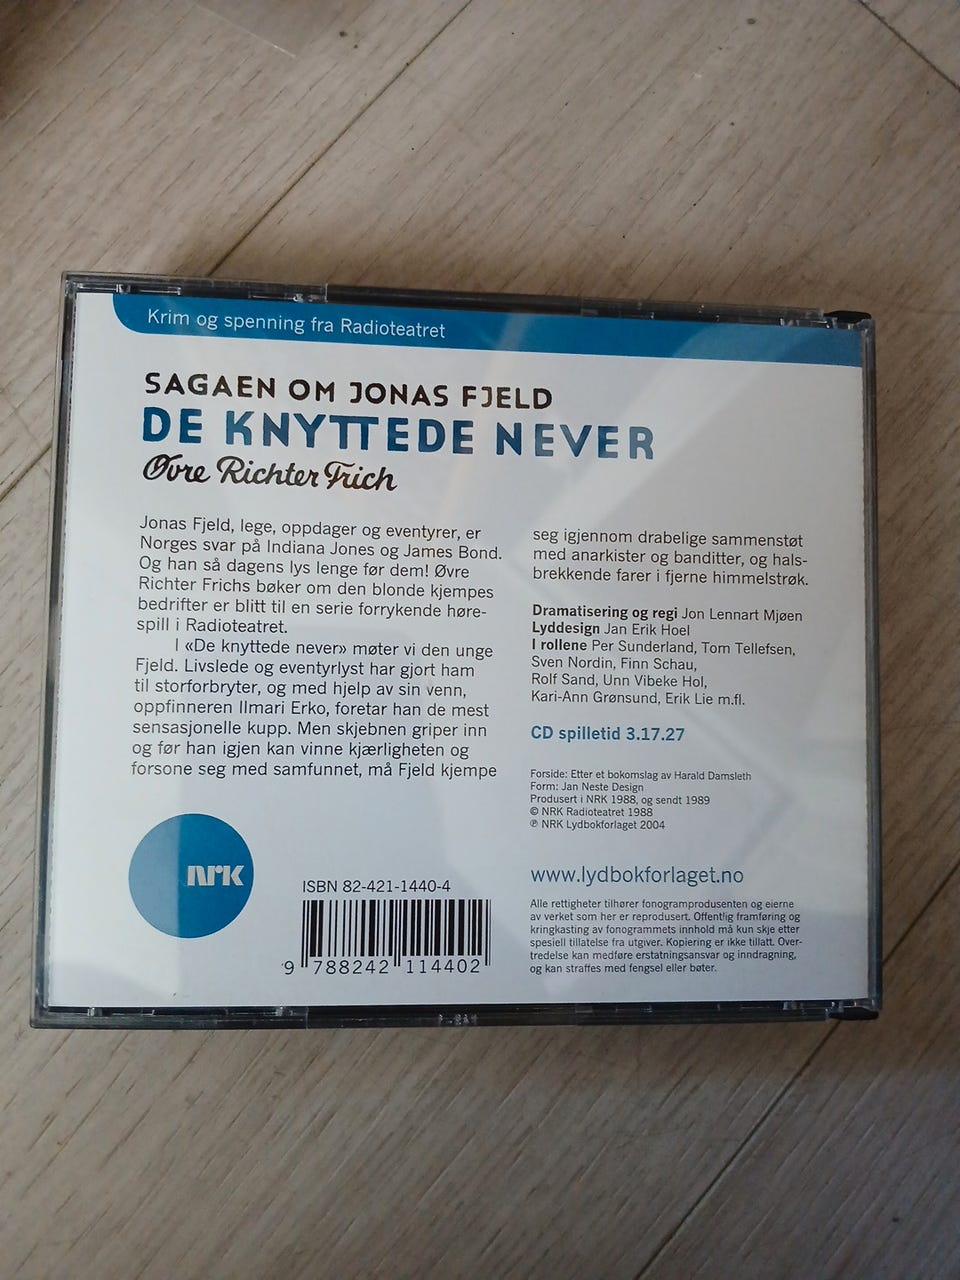 Krim og spenning fra Radioteatret
SAGAEN OM JONAS FJELD
DE KNYTTEDE NEVER
Øvre Richter Frich
Jonas Fjeld, lege, oppdager og eventyrer, er
Norges svar på Indiana Jones og James Bond.
Og han så dagens lys lenge før dem! Øvre
Richter Frichs bøker om den blonde kjempes
bedrifter er blitt til en serie forrykende høre-
spill i Radioteatret.
I «De knyttede never» møter vi den unge
Fjeld. Livslede og eventyrlyst har gjort ham
til storforbryter, og med hjelp av sin venn,
oppfinneren Ilmari Erko, foretar han de mest
sensasjonelle kupp. Men skjebnen griper inn
og før han igjen kan vinne kjærligheten og
forsone seg med samfunnet, må Fjeld kjempe
seg igjennom drabelige sammenstøt
med anarkister og banditter, og hals-
brekkende farer i fjerne himmelstrøk.
Dramatisering og regi Jon Lennart Mjøen
Lyddesign Jan Erik Hoel
I rollene Per Sunderland, Tom Tellefsen,
Sven Nordin, Finn Schau,
Rolf Sand, Unn Vibeke Hol,
Kari-Ann Grønsund, Erik Lie m.fl.
CD spilletid 3.17.27
Forside: Etter et bokomslag av Harald Damsleth
Form: Jan Neste Design
Produsert i NRK 1988, og sendt 1989
© NRK Radioteatret 1988
℗ NRK Lydbokforlaget 2004
NRK
ISBN 82-421-1440-4
9 788242 114402
www.lydbokforlaget.no
Alle rettigheter tilhører fonogramprodusenten og eierne
av verket som her er reprodusert. Offentlig framføring og
kringkasting av fonogrammets innhold må kun skje etter
spesiell tillatelse fra utgiver. Kopiering er ikke tillatt. Over-
tredelse kan medføre erstatningsansvar og inndragning,
og kan straffes med fengsel eller bøter.